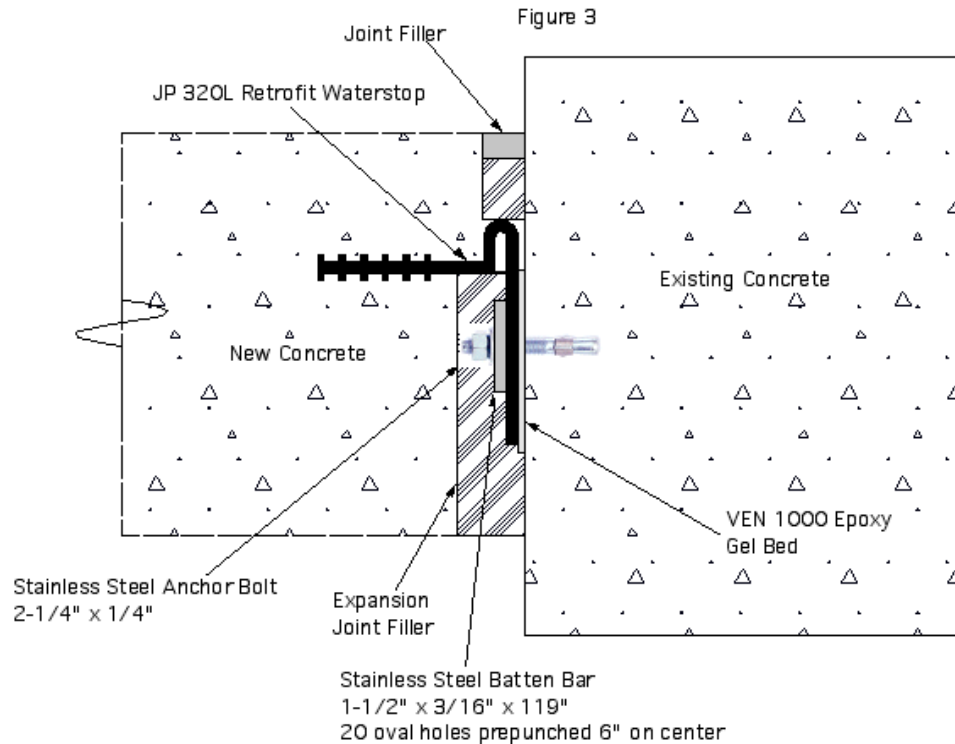 Figure 3
Joint Filler
JP 320L Retrofit Waterstop
Existing Concrete
New Concrete
VEN 1000 Epoxy
Gel Bed
Stainless Steel Anchor Bolt
2-1/4" x 1/4"
Expansion
Joint Filler
Stainless Steel Batten Bar
1-1/2" x 3/16" x 119"
20 oval holes prepunched 6" on center